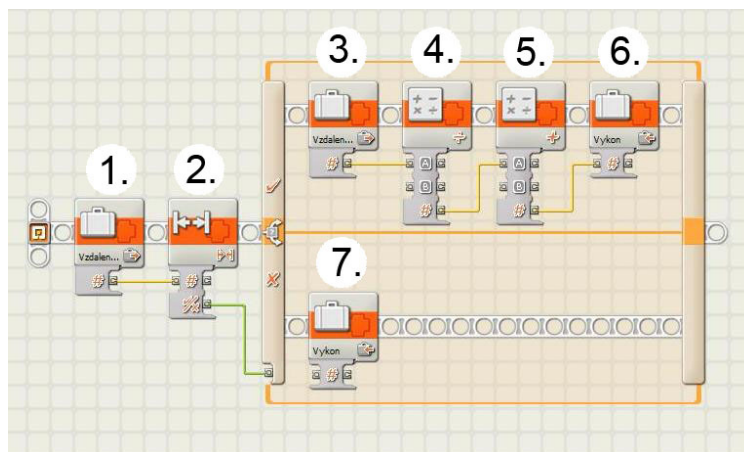 3. 4. 5. 6.
Vzdalen... Vykon
A A
B B
#
1. 2.
Vzdalen...
7.
Vykon